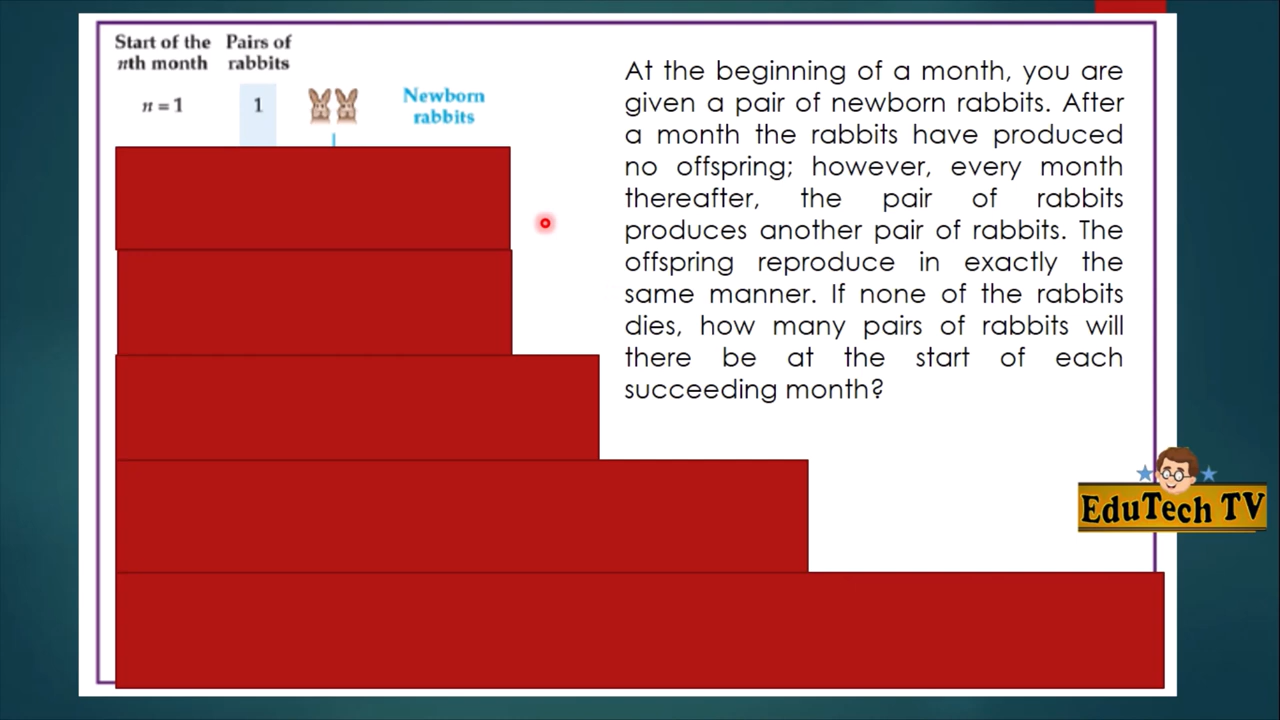 Start of the Pairs of
nth month rabbits
n = 1 1 Newborn
rabbits
At the beginning of a month, you are
given a pair of newborn rabbits. After
a month the rabbits have produced
no offspring; however, every month
thereafter, the pair of rabbits
produces another pair of rabbits. The
offspring reproduce in exactly the
same manner. If none of the rabbits
dies, how many pairs of rabbits will
there be at the start of each
succeeding month?
EduTech TV